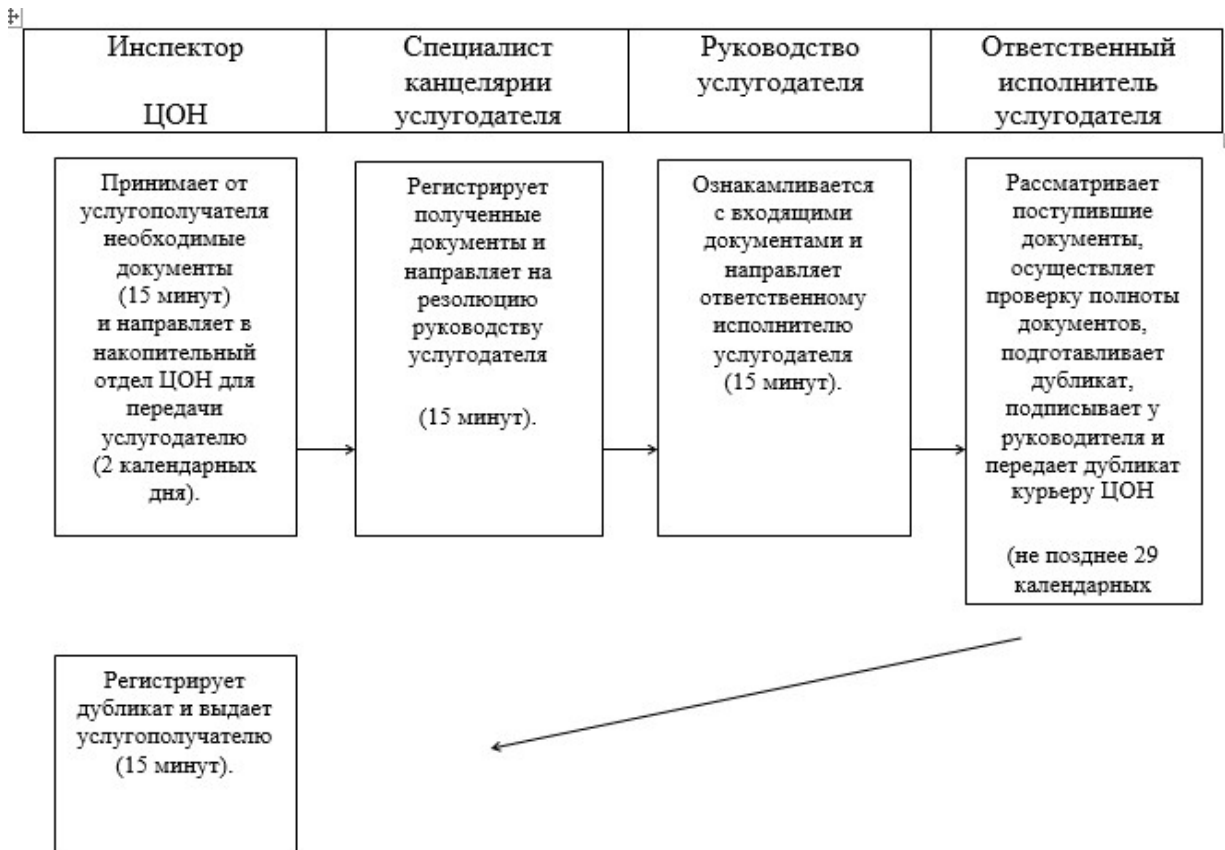 Инспектор
ЦОН
Специалист
канцелярии
услугодателя
Руководство
услугодателя
Ответственный
исполнитель
услугодателя
Принимает от
услугополучателя
необходимые
документы
(15 минут)
и направляет в
накопительный
отдел ЦОН для
передачи
услугодателю
(2 календарных
дня).
Регистрирует
полученные
документы и
направляет на
резолюцию
руководству
услугодателя
(15 минут).
Ознакамливается
с входящими
документами и
направляет
ответственному
исполнителю
услугодателя
(15 минут).
Рассматривает
поступившие
документы,
осуществляет
проверку полноты
документов,
подготавливает
дубликат,
подписывает у
руководителя и
передает дубликат
курьеру ЦОН
(не позднее 29
календарных
Регистрирует
дубликат и выдает
услугополучателю
(15 минут).